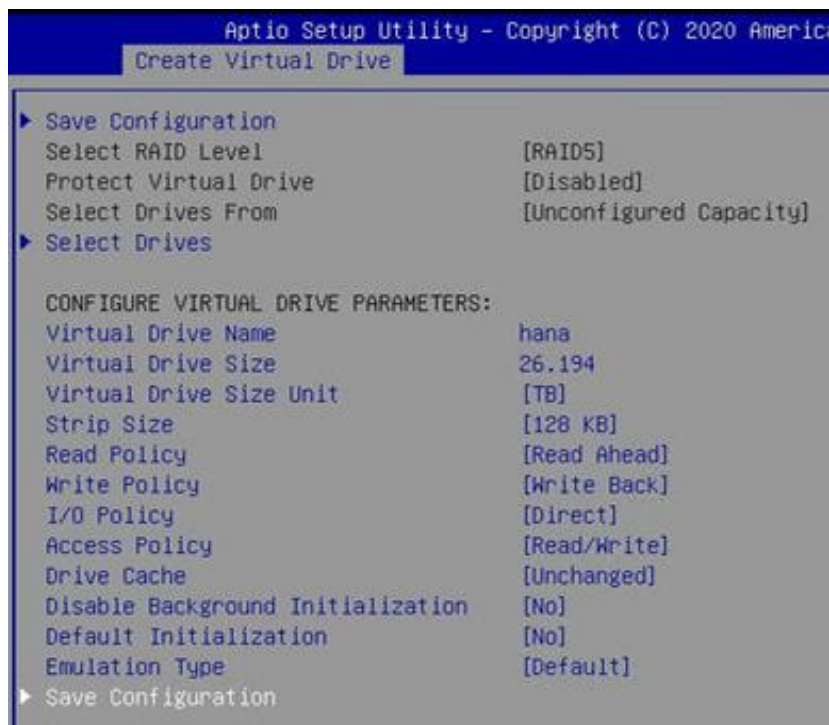 Aptio Setup Utility - Copyright (C) 2020
Create Virtual Drive
Save Configuration
Select RAID Level [RAID5]
Protect Virtual Drive [Disabled]
Select Drives From [Unconfigured Capacity]
Select Drives
CONFIGURE VIRTUAL DRIVE PARAMETERS:
Virtual Drive Name hana
Virtual Drive Size 26.194
Virtual Drive Size Unit [TB]
Strip Size [128 KB]
Read Policy [Read Ahead]
Write Policy [Write Back]
I/O Policy [Direct]
Access Policy [Read/Write]
Drive Cache [Unchanged]
Disable Background Initialization [No]
Default Initialization [No]
Emulation Type [Default]
Save Configuration